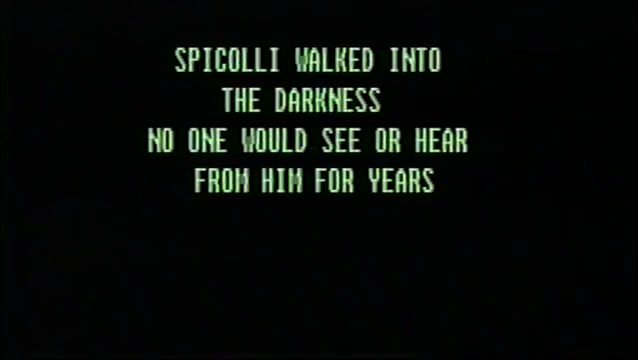 SPICOLLI WALKED INTO
THE DARKNESS
NO ONE WOULD SEE OR HEAR
FROM HIM FOR YEARS